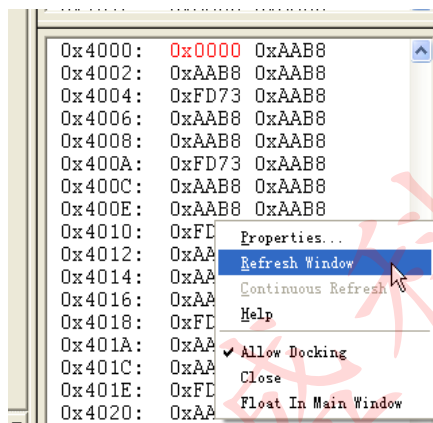 0x4000: 0x0000 0xAAB8
0x4002: 0xAAB8 0xAAB8
0x4004: 0xFD73 0xAAB8
0x4006: 0xAAB8 0xAAB8
0x4008: 0xAAB8 0xAAB8
0x400A: 0xFD73 0xAAB8
0x400C: 0xAAB8 0xAAB8
0x400E: 0xAAB8 0xAAB8
0x4010: 0xFD
0x4012: 0xAA
0x4014: 0xAA
0x4016: 0xAA
0x4018: 0xFD
0x401A: 0xAA
0x401C: 0xAA
0x401E: 0xFD
0x4020: 0xAA
Properties...
Refresh Window
Continuous Refresh
Help
Allow Docking
Close
Float In Main Window